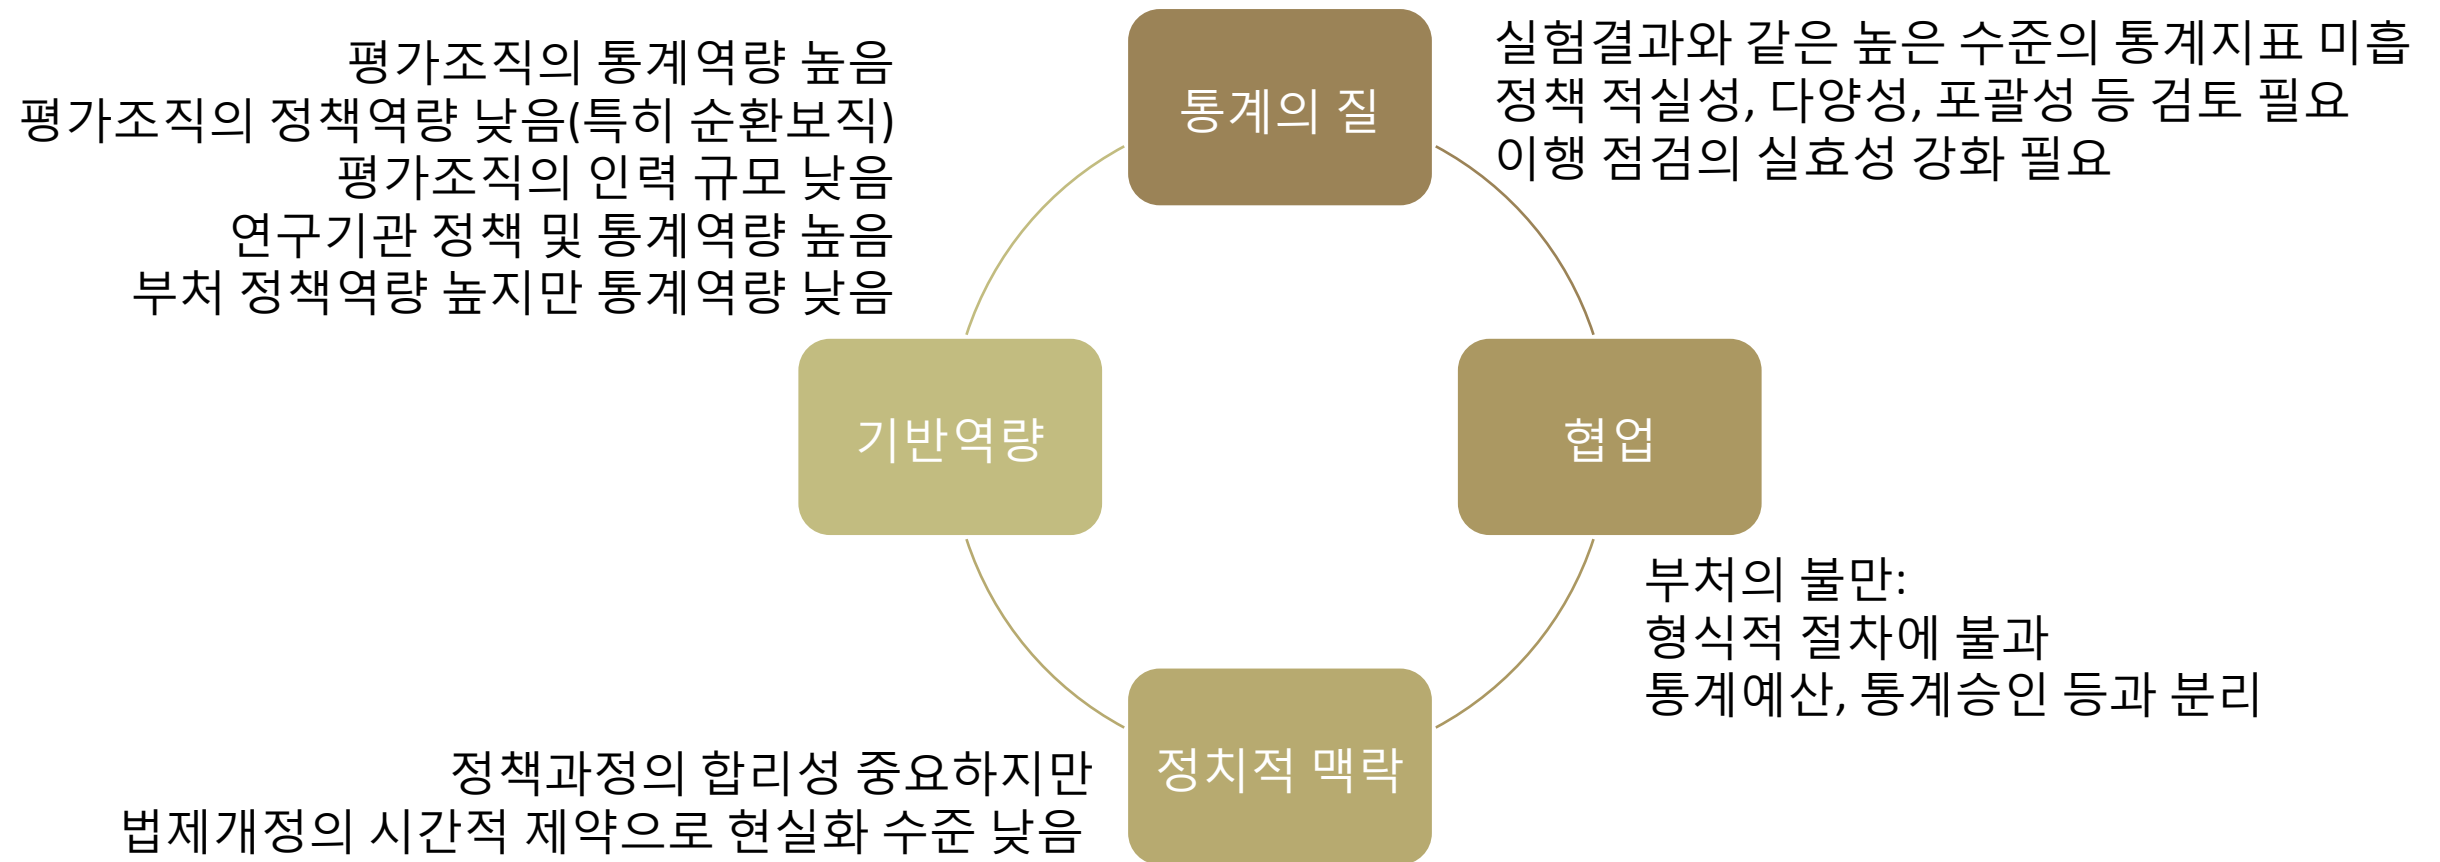 통계의 질
실험결과와 같은 높은 수준의 통계지표 미흡
정책 적실성, 다양성, 포괄성 등 검토 필요
이행 점검의 실효성 강화 필요
협업
부처의 불만:
형식적 절차에 불과
통계예산, 통계승인 등과 분리
정치적 맥락
정책과정의 합리성 중요하지만
법제개정의 시간적 제약으로 현실화 수준 낮음
기반역량
평가조직의 통계역량 높음
평가조직의 정책역량 낮음(특히 순환보직)
평가조직의 인력 규모 낮음
연구기관 정책 및 통계역량 높음
부처 정책역량 높지만 통계역량 낮음